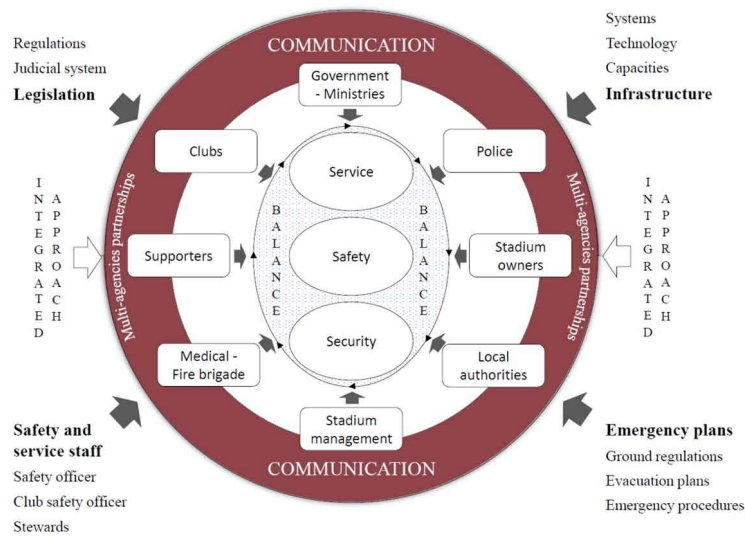 COMMUNICATION
Regulations
Judicial system
Legislation
Systems
Technology
Capacities
Infrastructure
Government
- Ministries
Clubs
Police
Service
Multi-agencies partnerships
Multi-agencies partnerships
INTEGRATED
APPROACH
INTEGRATED
APPROACH
BALANCE
BALANCE
Supporters
Safety
Stadium
owners
Medical -
Fire brigade
Security
Local
authorities
Stadium
management
COMMUNICATION
Safety and
service staff
Safety officer
Club safety officer
Stewards
Emergency plans
Ground regulations
Evacuation plans
Emergency procedures